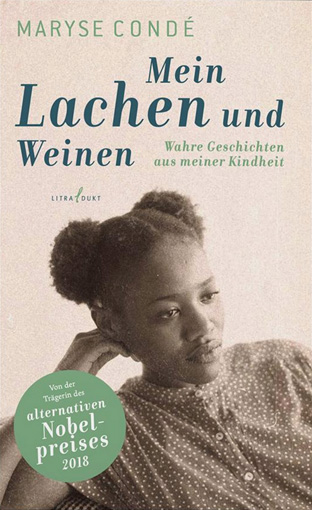 MARYSE CONDÉ
Mein
Lachen und
Weinen
Wahre Geschichten
aus meiner Kindheit
LITRADUKT
Von der
Trägerin des
alternativen
Nobel-
preises
2018